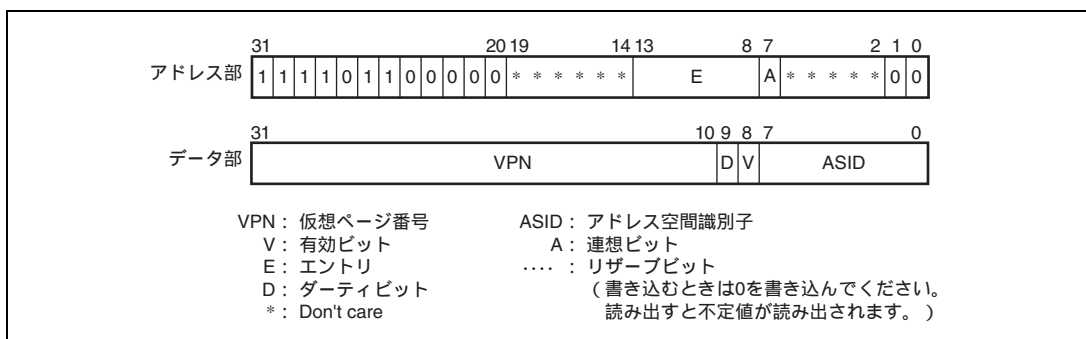 31 20 19 14 13 8 7 2 1 0
アドレス部 1 1 1 1 0 1 1 0 0 0 0 0 * * * * * * E A * * * * * 0 0
31 10 9 8 7 0
データ部 VPN D V ASID
VPN : 仮想ページ番号 ASID : アドレス空間識別子
V : 有効ビット A : 連想ビット
E : エントリ ‥‥ : リザーブビット
D : ダーティビット (書き込むときは0を書き込んでください。
* : Don't care 読み出すと不定値が読み出されます。)